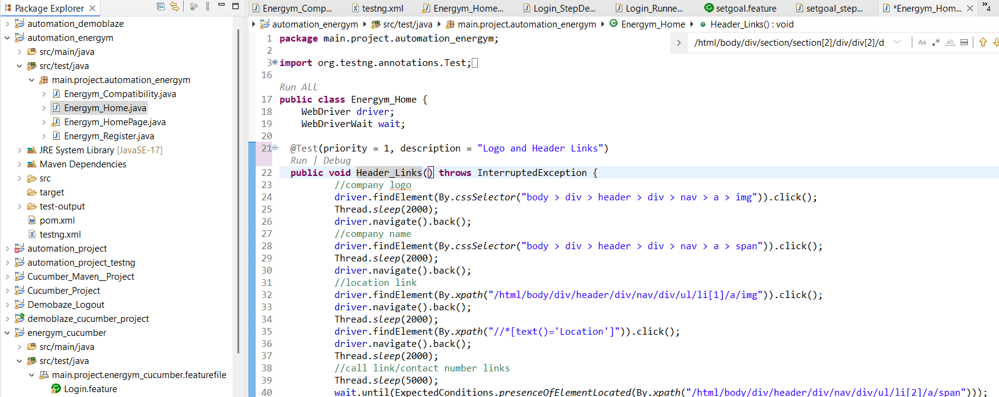 Package Explorer
automation_demoblaze
automation_energym
src/main/java
src/test/java
main.project.automation_energym
Energym_Compatibility.java
Energym_Home.java
Energym_HomePage.java
Energym_Register.java
JRE System Library [JavaSE-17]
Maven Dependencies
src
target
test-output
pom.xml
testng.xml
automation_project
automation_project_testng
Cucumber_Maven__Project
Cucumber_Project
Demobaze_Logout
demoblaze_cucumber_project
energym_cucumber
src/main/java
src/test/java
main.project.energym_cucumber.featurefile
Login.feature
Energym_Comp... testng.xml Energym_Home... Login_StepDe... Login_Runne... setgoal.feature setgoal_step... *Energym_Hom... »4
automation_energym src/test/java main.project.automation_energym Energym_Home Header_Links() : void
/html/body/div/section/section[2]/div/div[2]/d Aa .* ab
1 package main.project.automation_energym;
2
3 import org.testng.annotations.Test;
16
Run All
17 public class Energym_Home {
18 WebDriver driver;
19 WebDriverWait wait;
20
21 @Test(priority = 1, description = "Logo and Header Links")
Run | Debug
22 public void Header_Links() throws InterruptedException {
23 //company logo
24 driver.findElement(By.cssSelector("body > div > header > div > nav > a > img")).click();
25 Thread.sleep(2000);
26 driver.navigate().back();
27 //company name
28 driver.findElement(By.cssSelector("body > div > header > div > nav > a > span")).click();
29 Thread.sleep(2000);
30 driver.navigate().back();
31 //location link
32 driver.findElement(By.xpath("/html/body/div/header/div/nav/div/ul/li[1]/a/img")).click();
33 driver.navigate().back();
34 Thread.sleep(2000);
35 driver.findElement(By.xpath("//*[text()='Location']")).click();
36 driver.navigate().back();
37 Thread.sleep(2000);
38 //call link/contact number links
39 Thread.sleep(5000);
40 wait.until(ExpectedConditions.presenceOfElementLocated(By.xpath("/html/body/div/header/div/nav/div/ul/li[2]/a/span")));